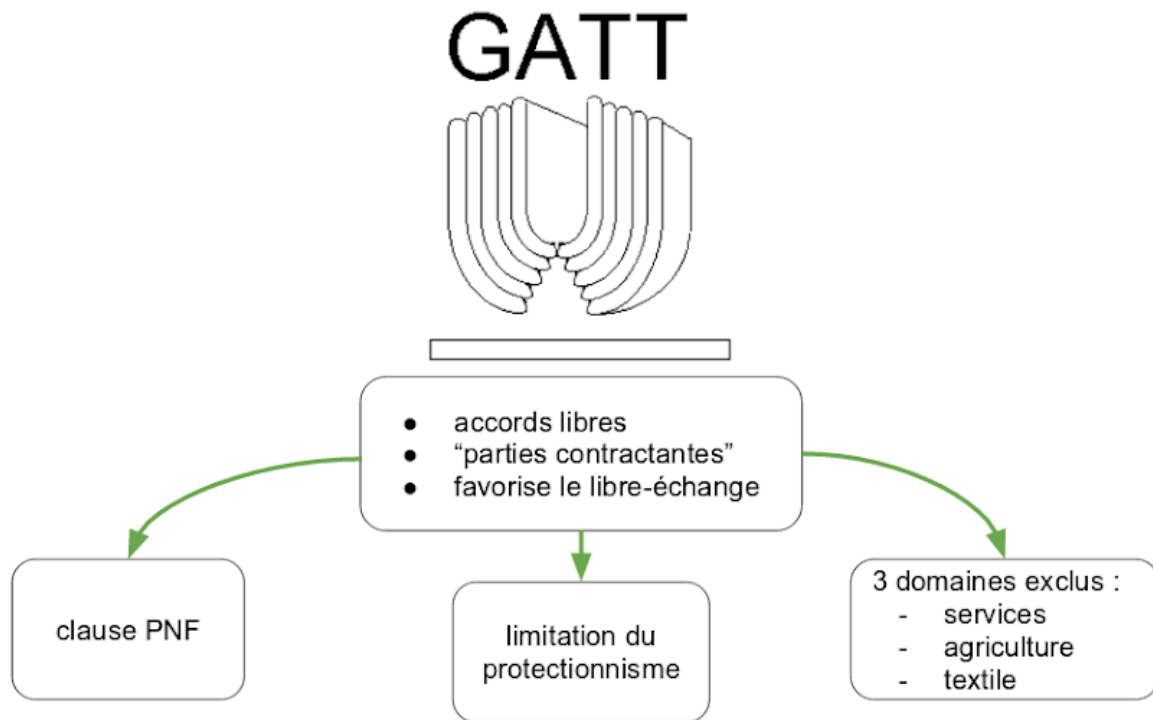 GATT
● accords libres
● “parties contractantes”
● favorise le libre-échange
clause PNF
limitation du
protectionnisme
3 domaines exclus :
- services
- agriculture
- textile